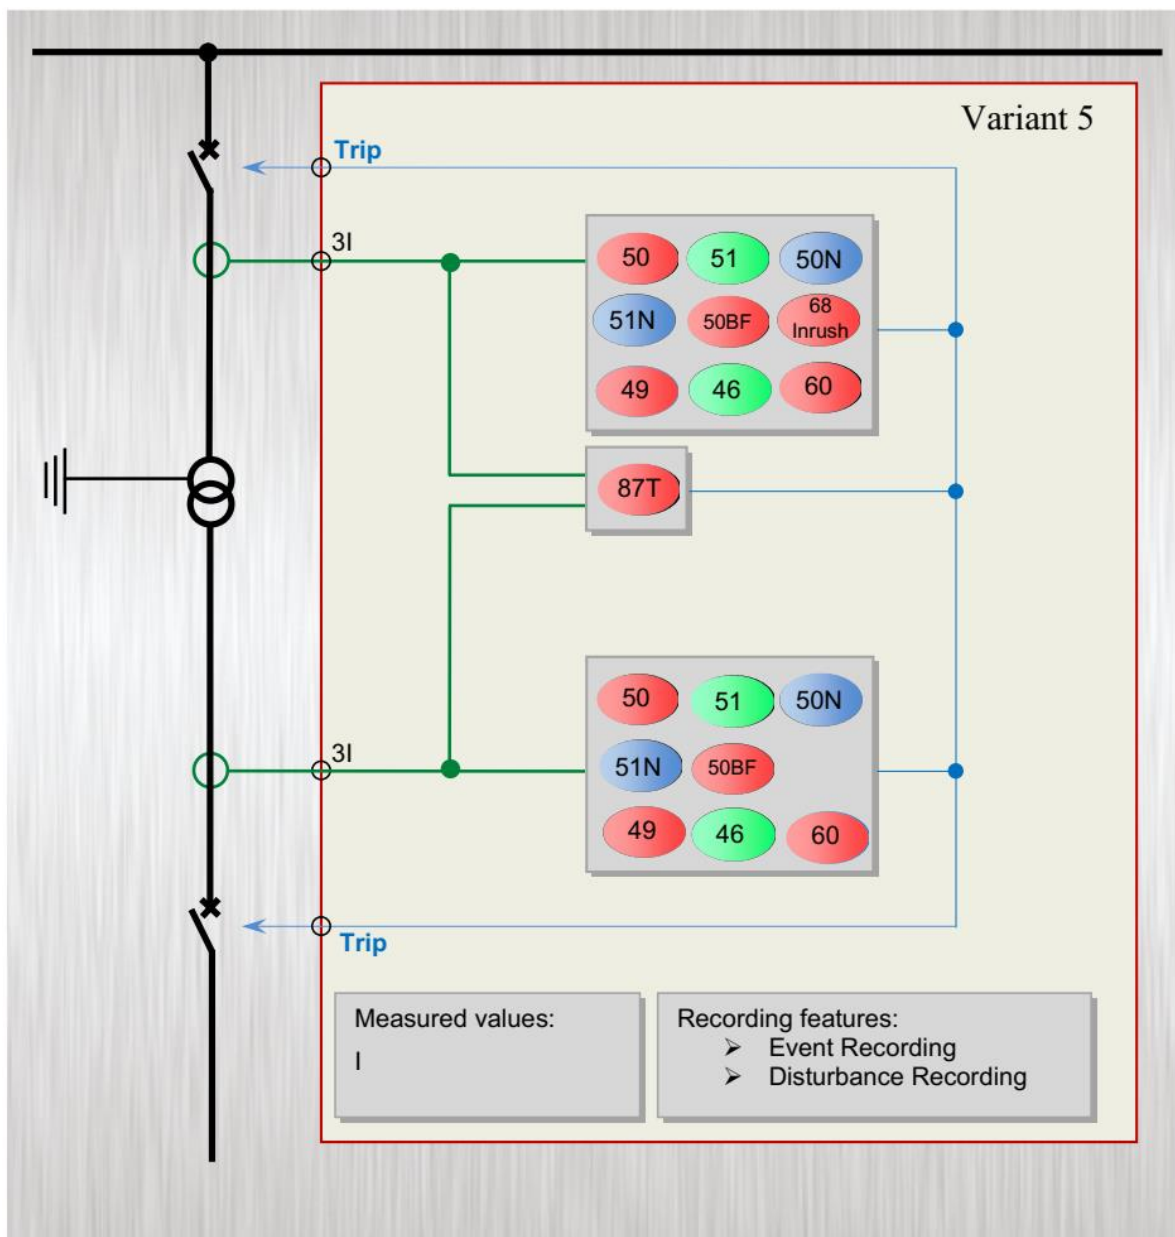 Variant 5
Trip
3I
50 51 50N
51N 50BF 68
Inrush
49 46 60
87T
50 51 50N
3I
51N 50BF
49 46 60
Trip
Measured values:
I
Recording features:
➢ Event Recording
➢ Disturbance Recording